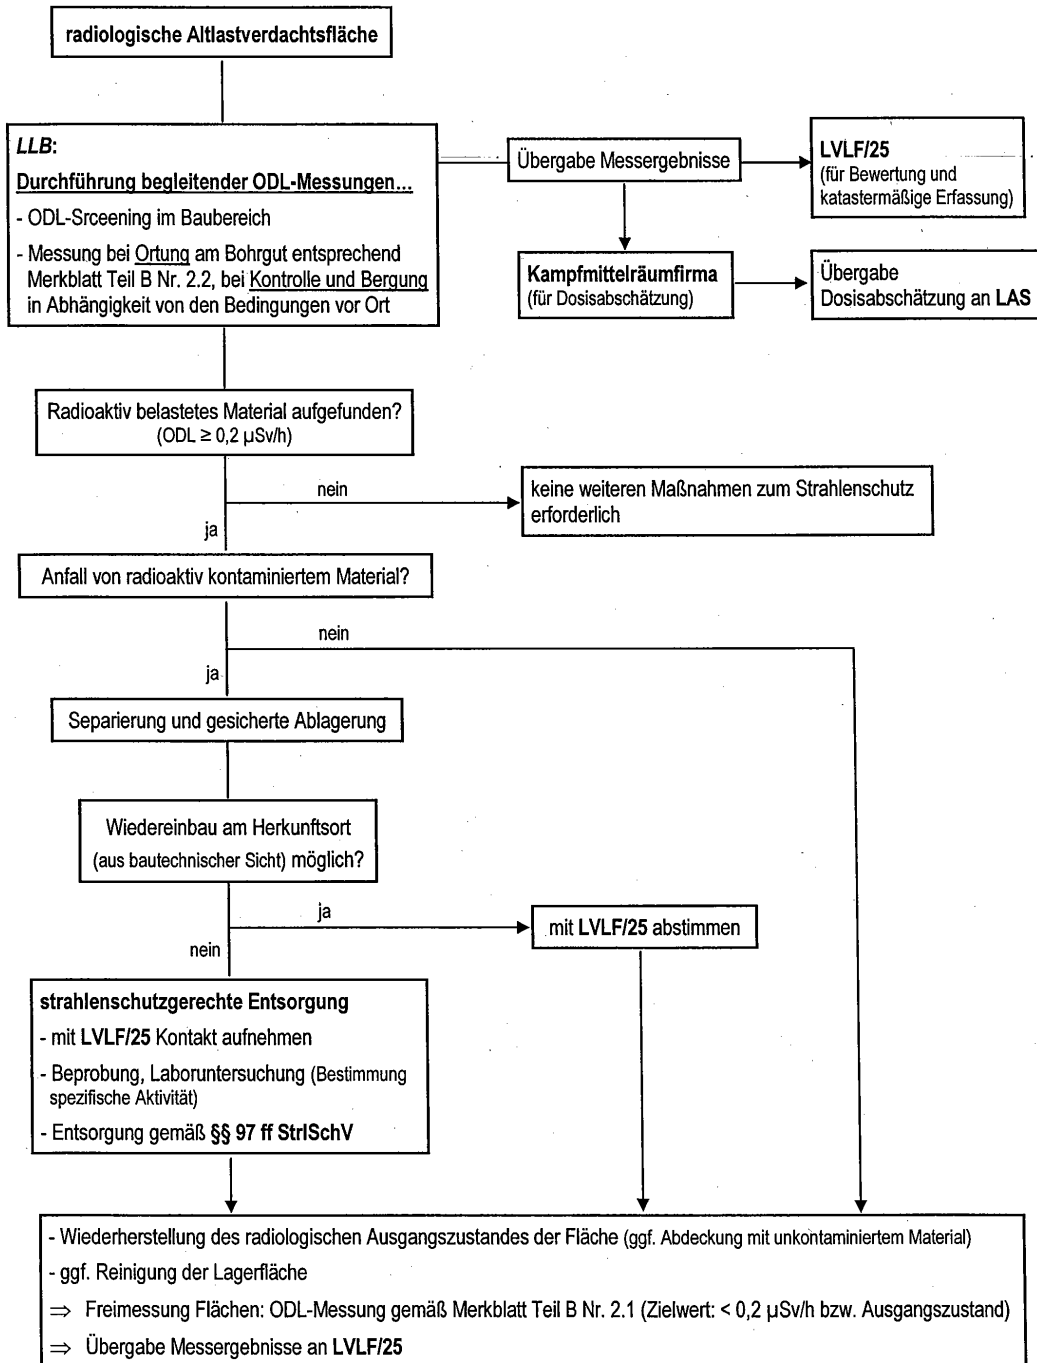 radiologische Altlastverdachtsfläche
LLB:
Durchführung begleitender ODL-Messungen...
- ODL-Srceening im Baubereich
- Messung bei Ortung am Bohrgut entsprechend
Merkblatt Teil B Nr. 2.2, bei Kontrolle und Bergung
in Abhängigkeit von den Bedingungen vor Ort
Übergabe Messergebnisse
LVLF/25
(für Bewertung und
katastermäßige Erfassung)
Kampfmittelräumfirma
(für Dosisabschätzung)
Übergabe
Dosisabschätzung an LAS
Radioaktiv belastetes Material aufgefunden?
(ODL ≥ 0,2 µSv/h)
nein
keine weiteren Maßnahmen zum Strahlenschutz
erforderlich
ja
Anfall von radioaktiv kontaminiertem Material?
nein
ja
Separierung und gesicherte Ablagerung
Wiedereinbau am Herkunftsort
(aus bautechnischer Sicht) möglich?
ja
mit LVLF/25 abstimmen
nein
strahlenschutzgerechte Entsorgung
- mit LVLF/25 Kontakt aufnehmen
- Beprobung, Laboruntersuchung (Bestimmung
spezifische Aktivität)
- Entsorgung gemäß §§ 97 ff StrlSchV
- Wiederherstellung des radiologischen Ausgangszustandes der Fläche (ggf. Abdeckung mit unkontaminiertem Material)
- ggf. Reinigung der Lagerfläche
⇒ Freimessung Flächen: ODL-Messung gemäß Merkblatt Teil B Nr. 2.1 (Zielwert: < 0,2 µSv/h bzw. Ausgangszustand)
⇒ Übergabe Messergebnisse an LVLF/25